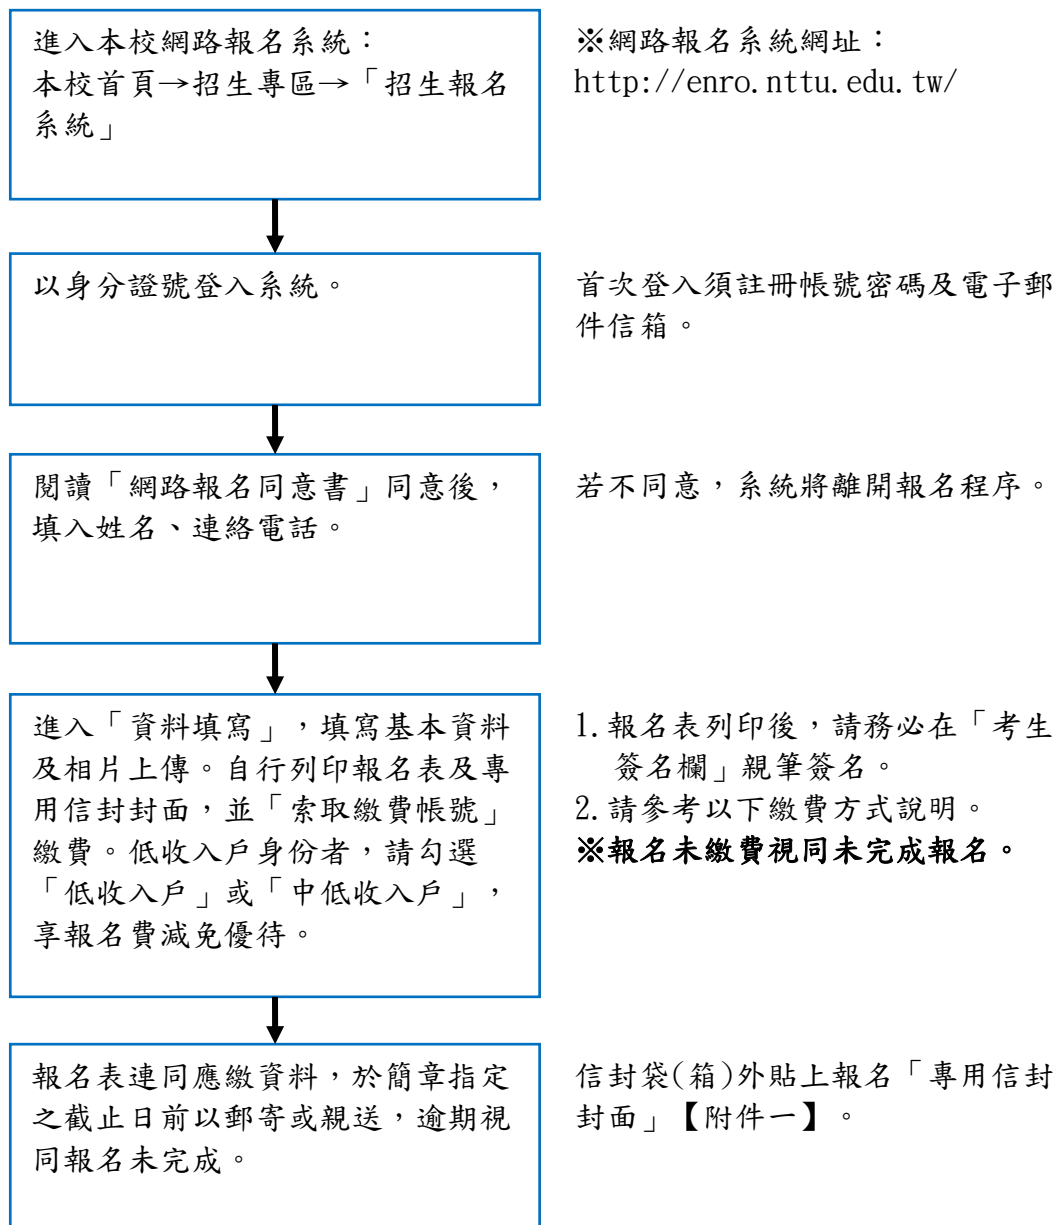 進入本校網路報名系統：
本校首頁→招生專區→「招生報名
系統」
※網路報名系統網址：
http://enro.nttu.edu.tw/
以身分證號登入系統。
首次登入須註冊帳號密碼及電子郵
件信箱。
閱讀「網路報名同意書」同意後，
填入姓名、連絡電話。
若不同意，系統將離開報名程序。
進入「資料填寫」，填寫基本資料
及相片上傳。自行列印報名表及專
用信封封面，並「索取繳費帳號」
繳費。低收入戶身份者，請勾選
「低收入戶」或「中低收入戶」，
享報名費減免優待。
1.報名表列印後，請務必在「考生
簽名欄」親筆簽名。
2.請參考以下繳費方式說明。
※報名未繳費視同未完成報名。
報名表連同應繳資料，於簡章指定
之截止日前以郵寄或親送，逾期視
同報名未完成。
信封袋(箱)外貼上報名「專用信封
封面」【附件一】。